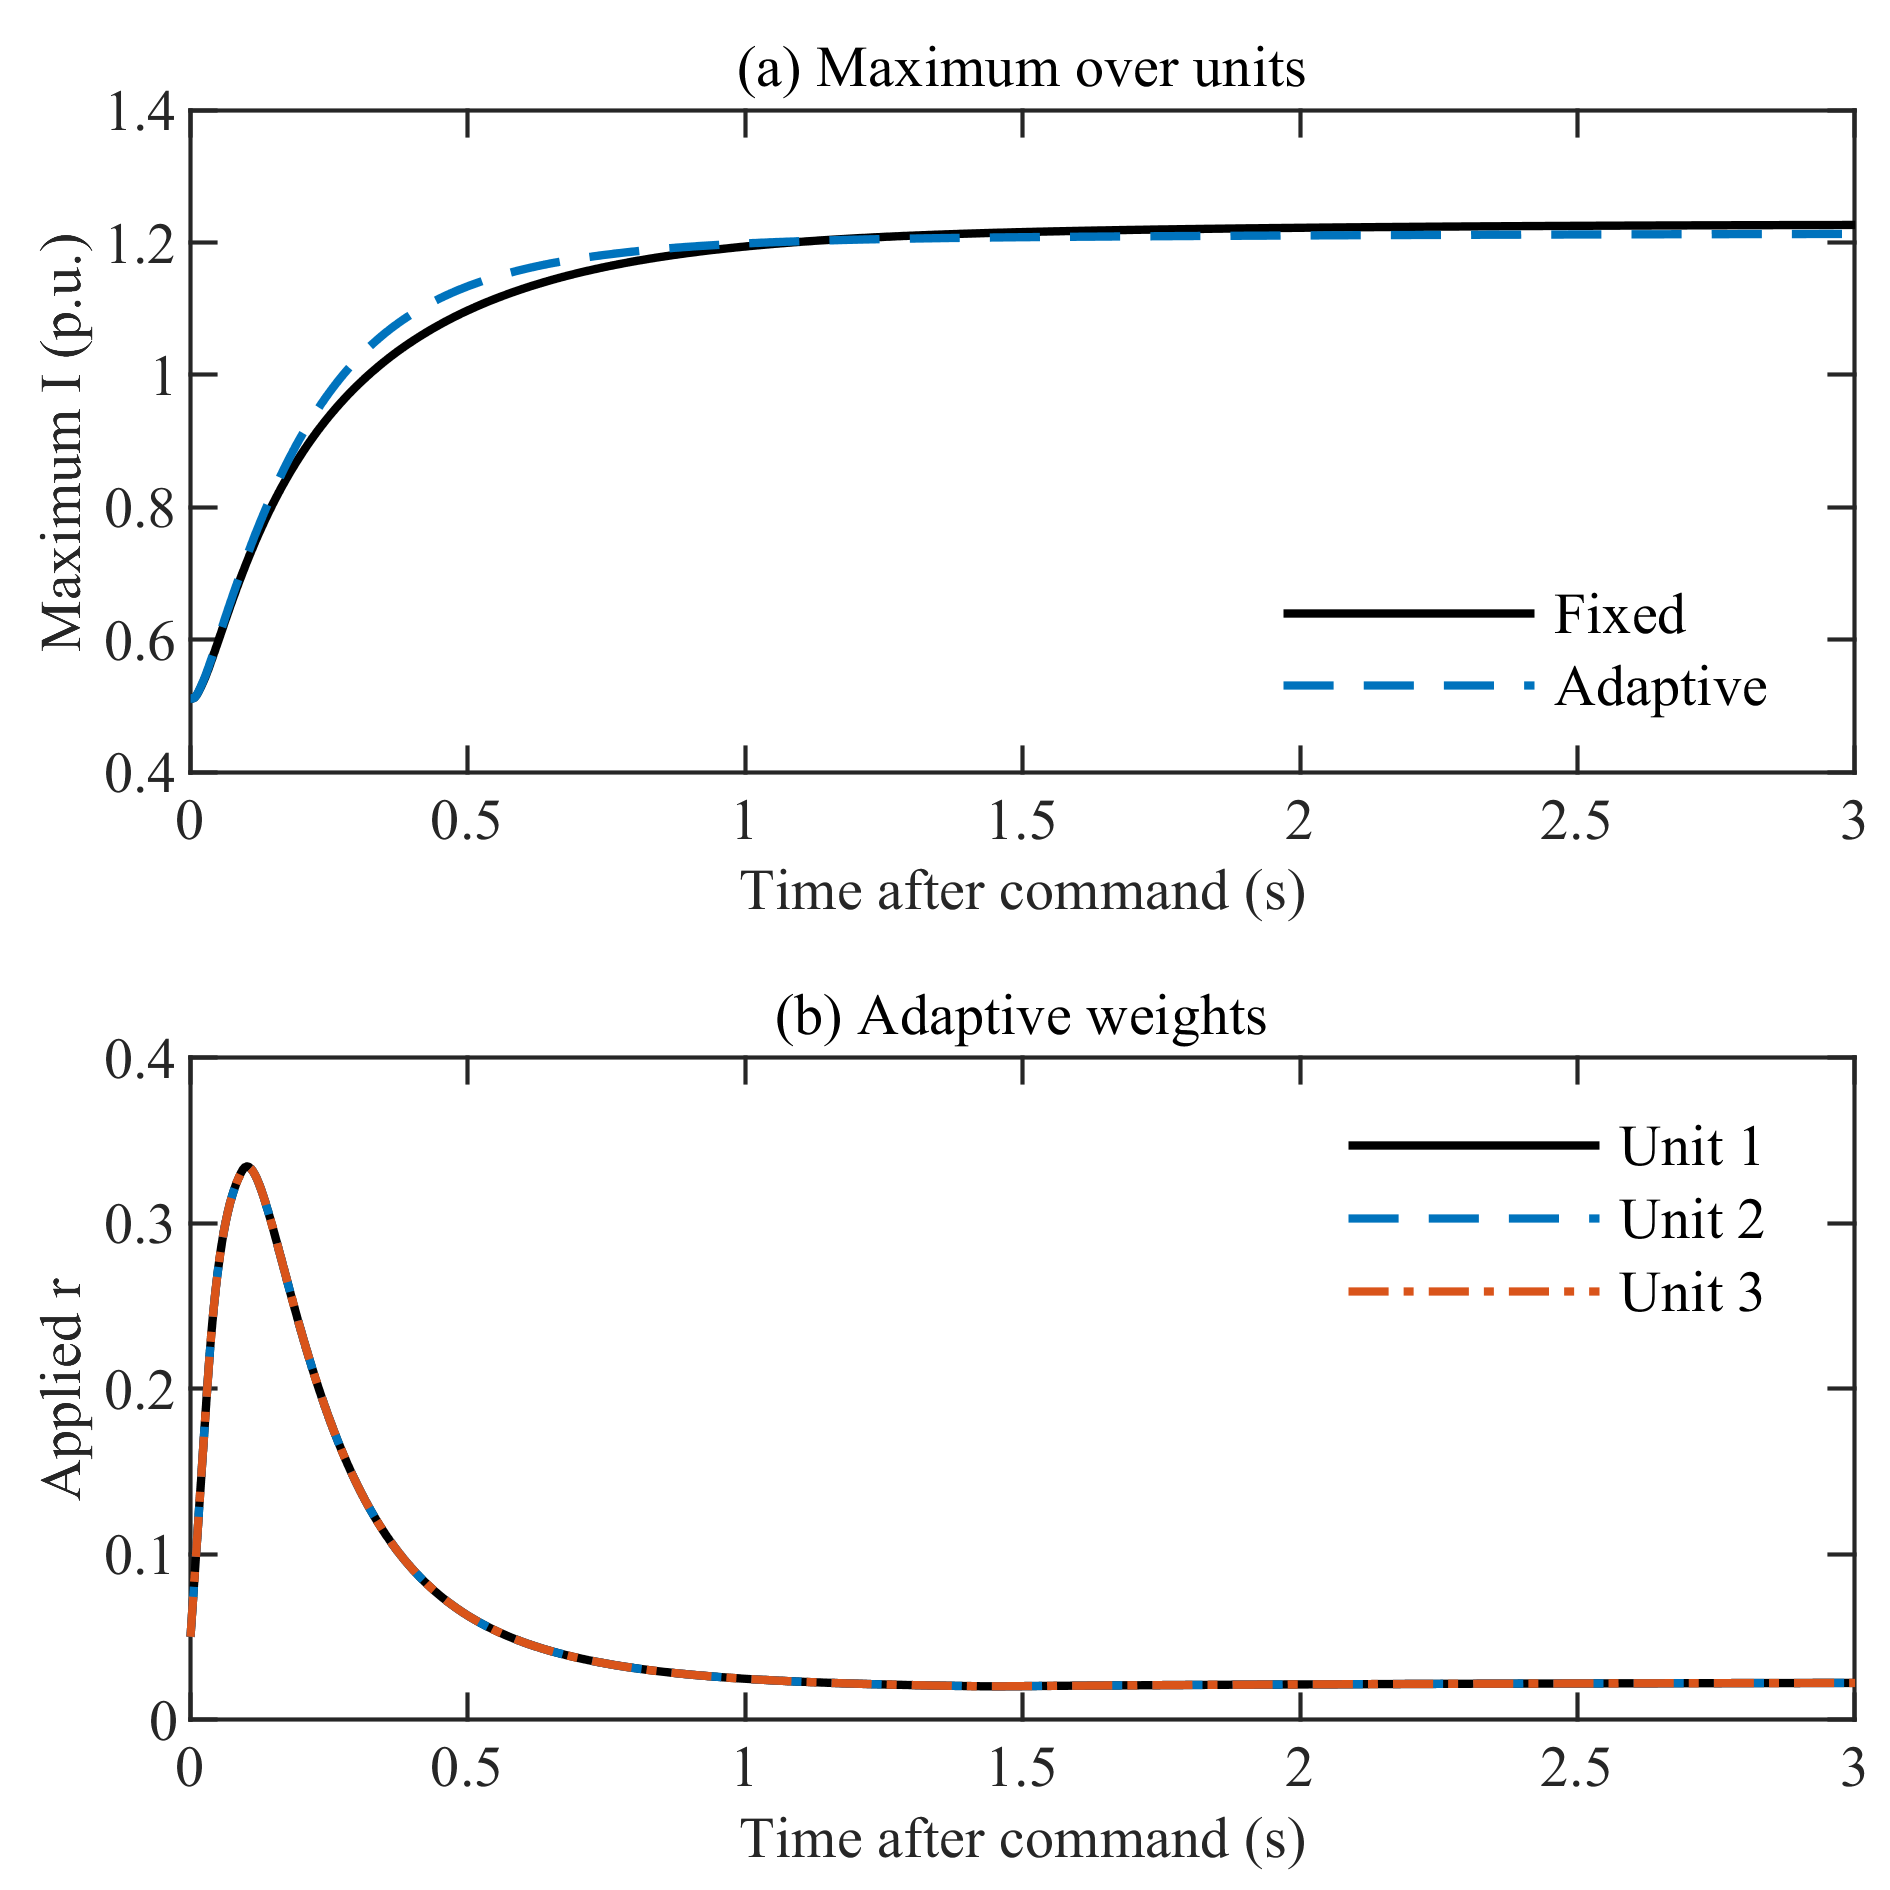 (a) Maximum over units
1.4
1.2
1
0.8
0.6
0.4
Maximum I (p.u.)
Fixed
Adaptive
0 0.5 1 1.5 2 2.5 3
Time after command (s)
(b) Adaptive weights
0.4
0.3
0.2
0.1
0
Applied r
Unit 1
Unit 2
Unit 3
0 0.5 1 1.5 2 2.5 3
Time after command (s)